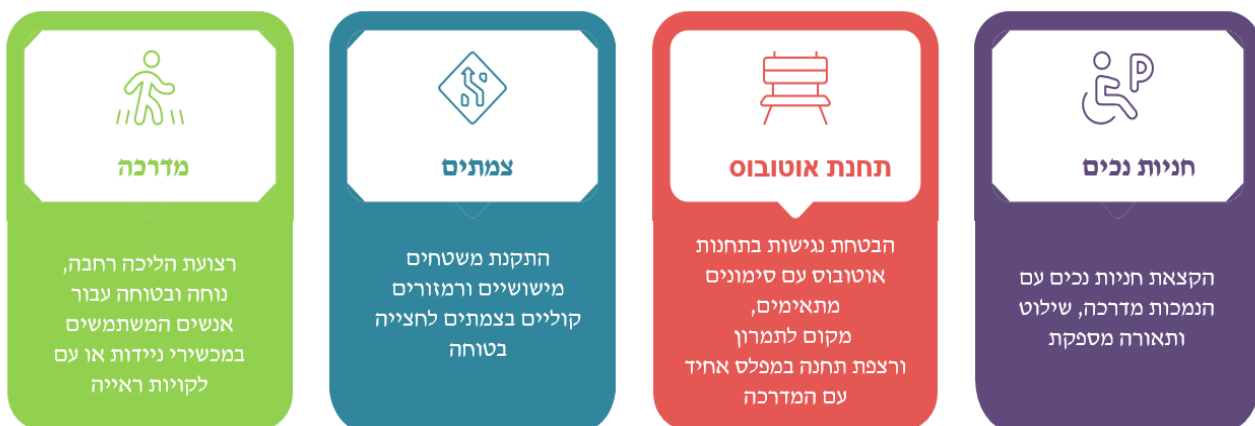 חניות נכים
P
הקצאת חניות נכים עם
הנמכות מדרכה, שילוט
ותאורה מספקת
תחנת אוטובוס
הבטחת נגישות בתחנות
אוטובוס עם סימונים
מתאימים,
מקום לתמרון
ורצפת תחנה במפלס אחיד
עם המדרכה
צמתים
התקנת משטחים
מישושיים ורמזורים
קוליים בצמתים לחצייה
בטוחה
מדרכה
רצועת הליכה רחבה,
נוחה ובטוחה עבור
אנשים המשתמשים
במכשירי ניידות או עם
לקויות ראייה